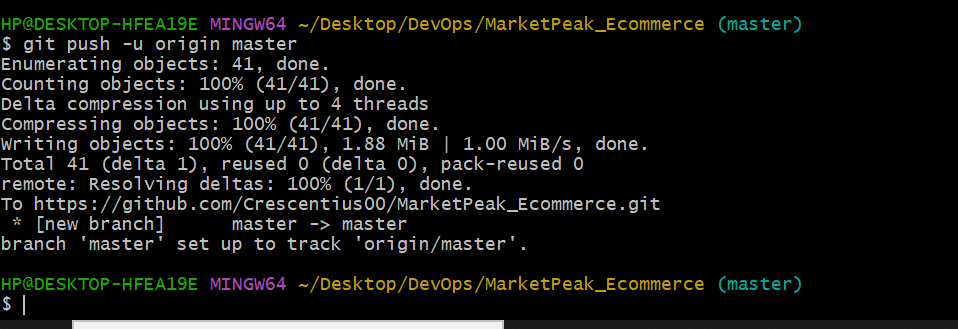 HP@DESKTOP-HFEA19E MINGW64 ~/Desktop/DevOps/MarketPeak_Ecommerce (master)
$ git push -u origin master
Enumerating objects: 41, done.
Counting objects: 100% (41/41), done.
Delta compression using up to 4 threads
Compressing objects: 100% (41/41), done.
Writing objects: 100% (41/41), 1.88 MiB | 1.00 MiB/s, done.
Total 41 (delta 1), reused 0 (delta 0), pack-reused 0
remote: Resolving deltas: 100% (1/1), done.
To https://github.com/Crescentius00/MarketPeak_Ecommerce.git
 * [new branch]      master -> master
branch 'master' set up to track 'origin/master'.
HP@DESKTOP-HFEA19E MINGW64 ~/Desktop/DevOps/MarketPeak_Ecommerce (master)
$